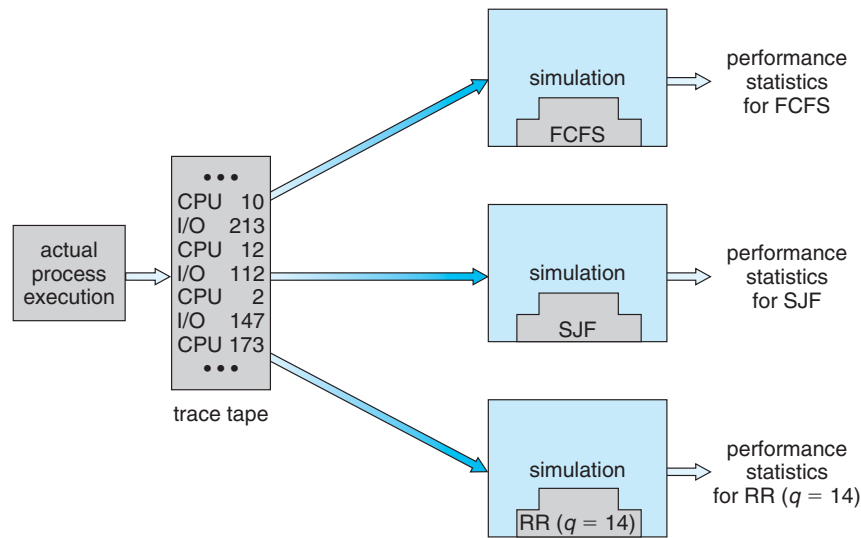 actual
process
execution
• • •
CPU 10
I/O 213
CPU 12
I/O 112
CPU 2
I/O 147
CPU 173
• • •
trace tape
simulation
FCFS
performance
statistics
for FCFS
simulation
SJF
performance
statistics
for SJF
simulation
RR (q = 14)
performance
statistics
for RR (q = 14)